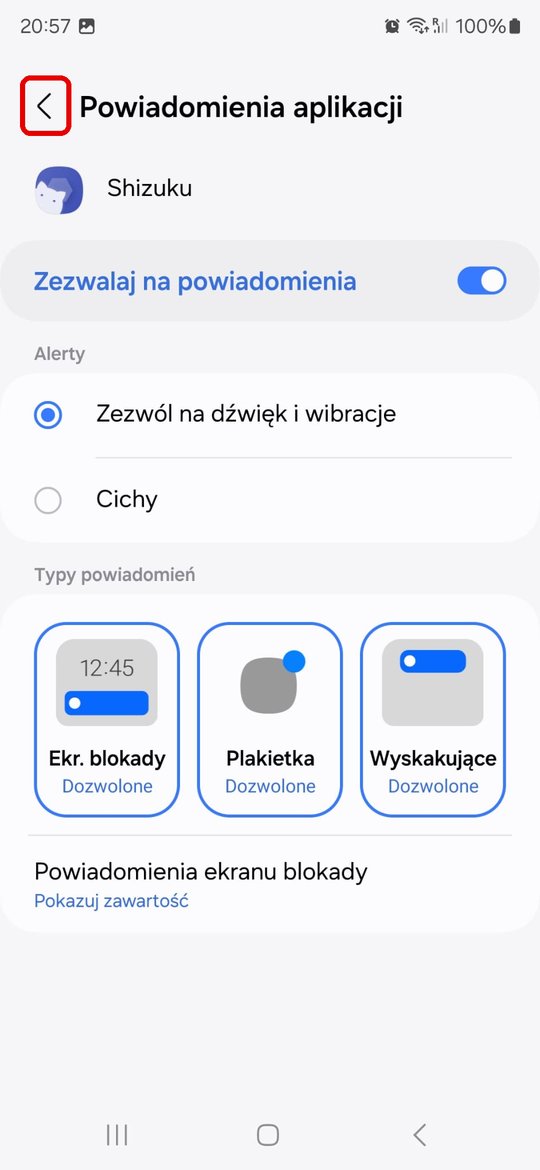 20:57 100%
Powiadomienia aplikacji
Shizuku
Zezwalaj na powiadomienia
Alerty
Zezwól na dźwięk i wibracje
Cichy
Typy powiadomień
12:45
Ekr. blokady Plakietka Wyskakujące
Dozwolone Dozwolone Dozwolone
Powiadomienia ekranu blokady
Pokazuj zawartość